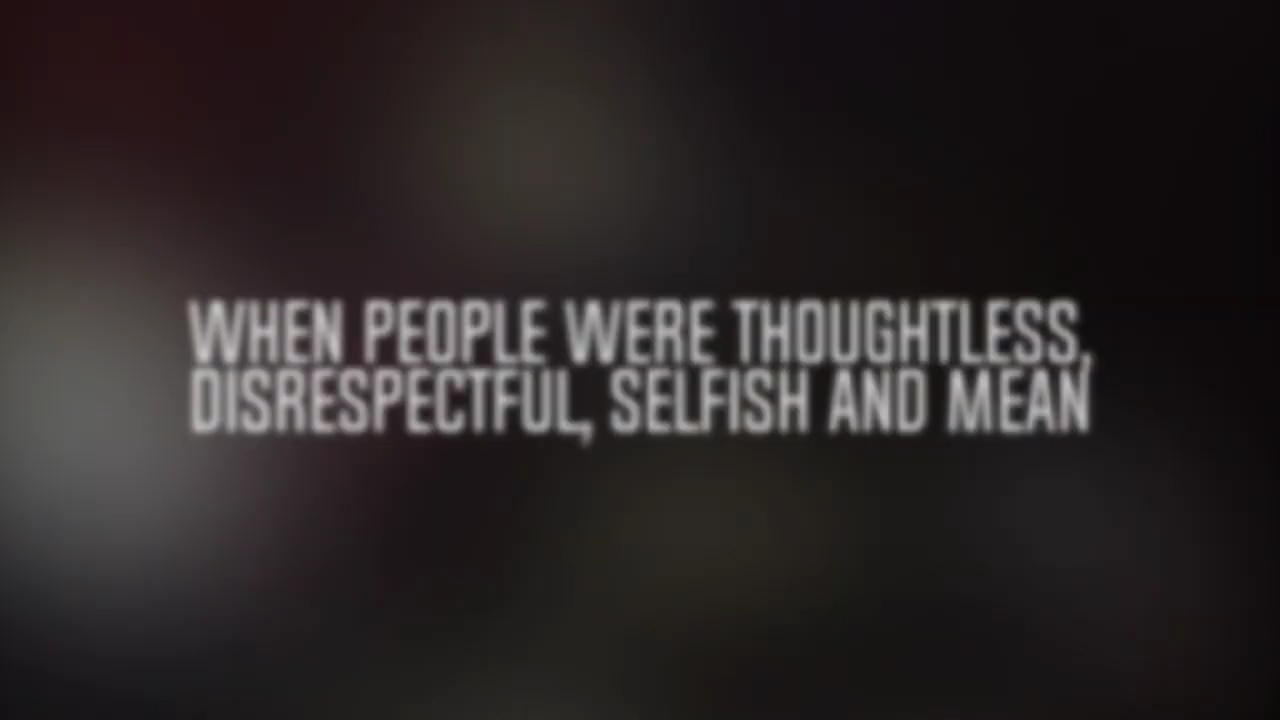 WHEN PEOPLE WERE THOUGHTLESS,
DISRESPECTFUL, SELFISH AND MEAN